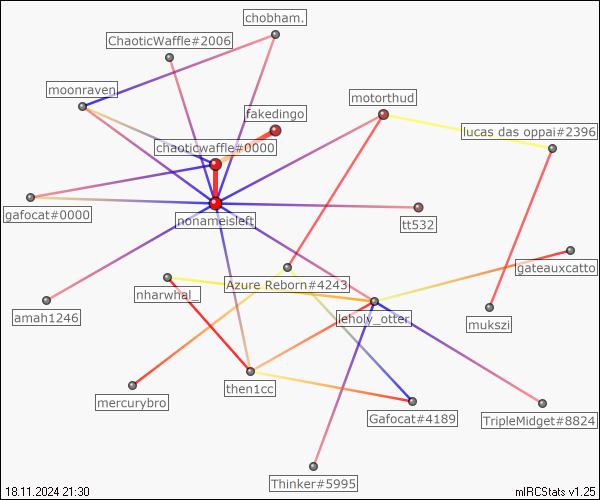 chobham.
ChaoticWaffle#2006
moonraven
motorthud
fakedingo
lucas das oppai#2396
chaoticwaffle#0000
gafocat#0000
nonameisleft
tt532
gateauxcatto
Azure Reborn#4243
nharwhal_
amah1246
leholy_otter
mukszi
then1cc
mercurybro
Gafocat#4189
TripleMidget#8824
Thinker#5995
18.11.2024 21:30
mIRCStats v1.25